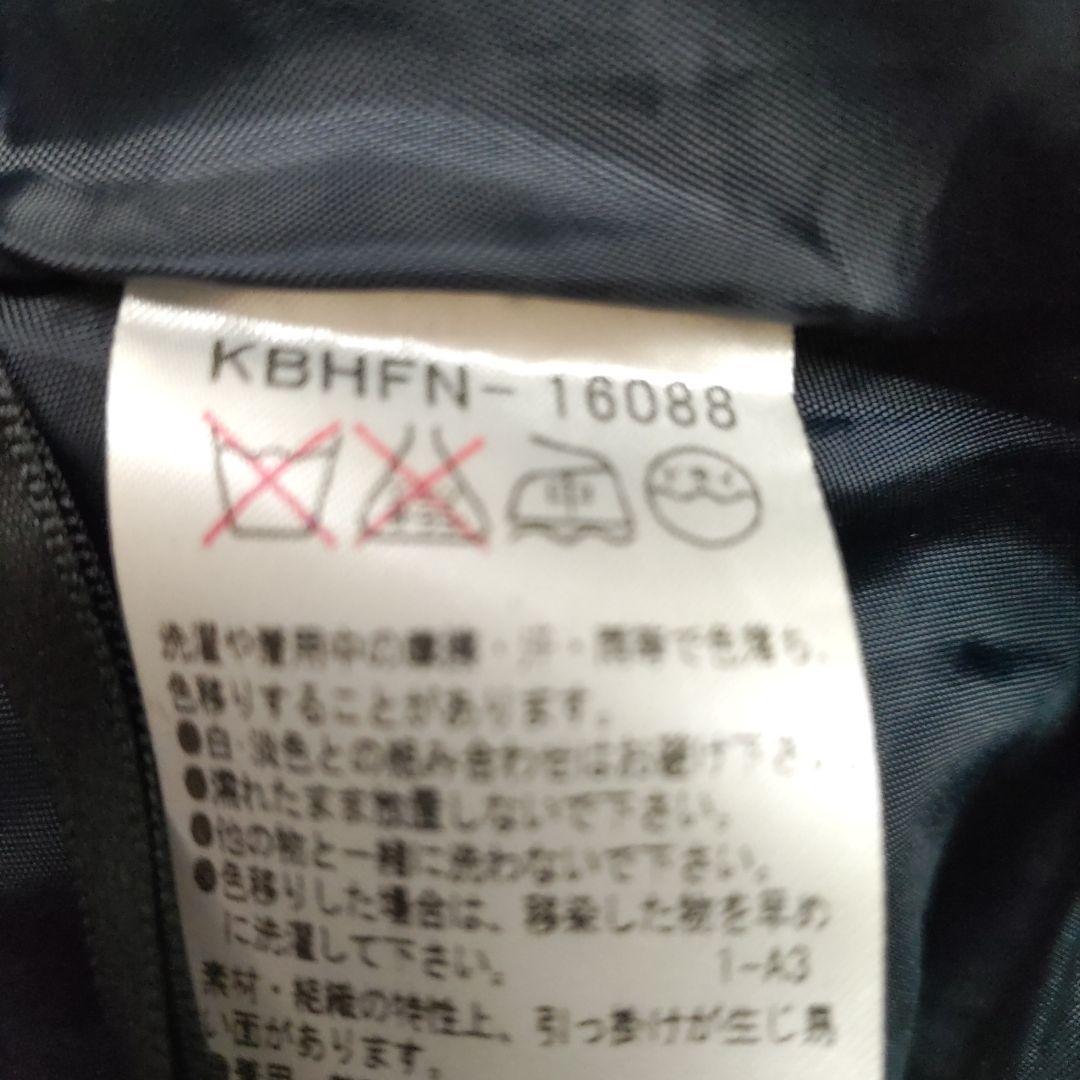 KBHFN-16088
中
洗濯や着用中の摩擦・汗・雨等で色落ち、
色移りすることがあります。
●白・淡色との組み合わせはお避け下さい。
●濡れたまま放置しないで下さい。
●他の物と一緒に洗わないで下さい。
●色移りした場合は、移染した物を早め
に洗濯して下さい。
1-A3
素材・組織の特性上、引っ掛けが生じ易
い面があります。